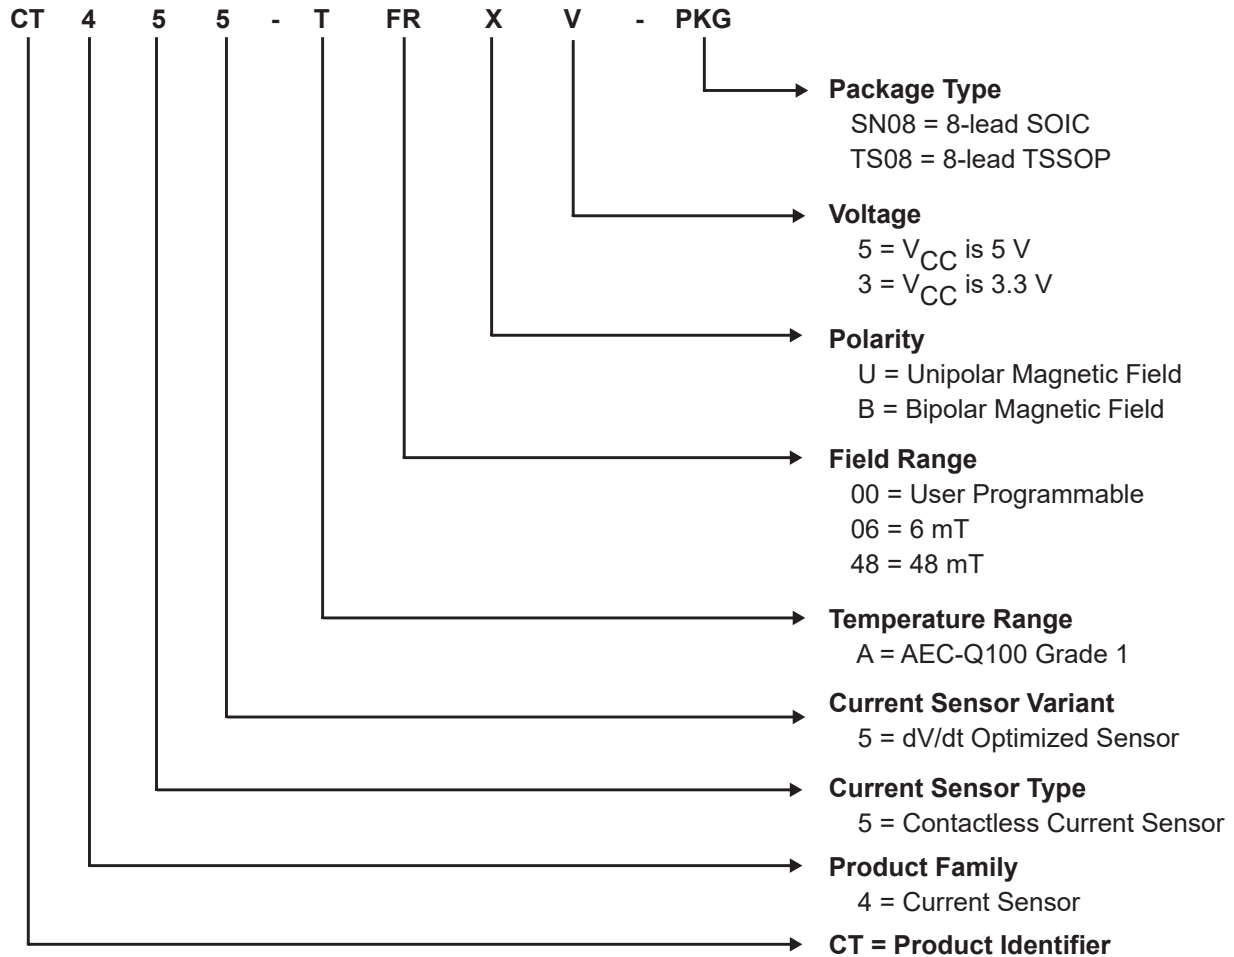 CT 4 5 5 - T FR X V - PKG
Package Type
SN08 = 8-lead SOIC
TS08 = 8-lead TSSOP
Voltage
5 = VCC is 5 V
3 = VCC is 3.3 V
Polarity
U = Unipolar Magnetic Field
B = Bipolar Magnetic Field
Field Range
00 = User Programmable
06 = 6 mT
48 = 48 mT
Temperature Range
A = AEC-Q100 Grade 1
Current Sensor Variant
5 = dV/dt Optimized Sensor
Current Sensor Type
5 = Contactless Current Sensor
Product Family
4 = Current Sensor
CT = Product Identifier